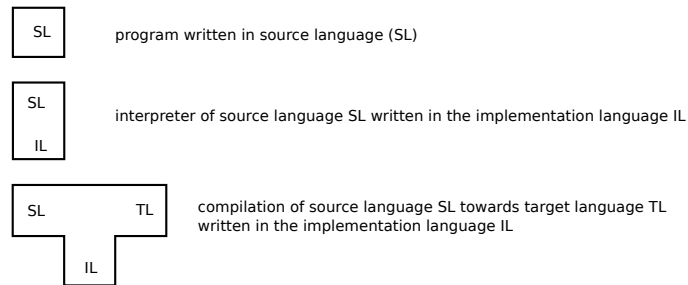 SL
program written in source language (SL)
SL
interpreter of source language SL written in the implementation language IL
IL
SL
TL
compilation of source language SL towards target language TL
written in the implementation language IL
IL